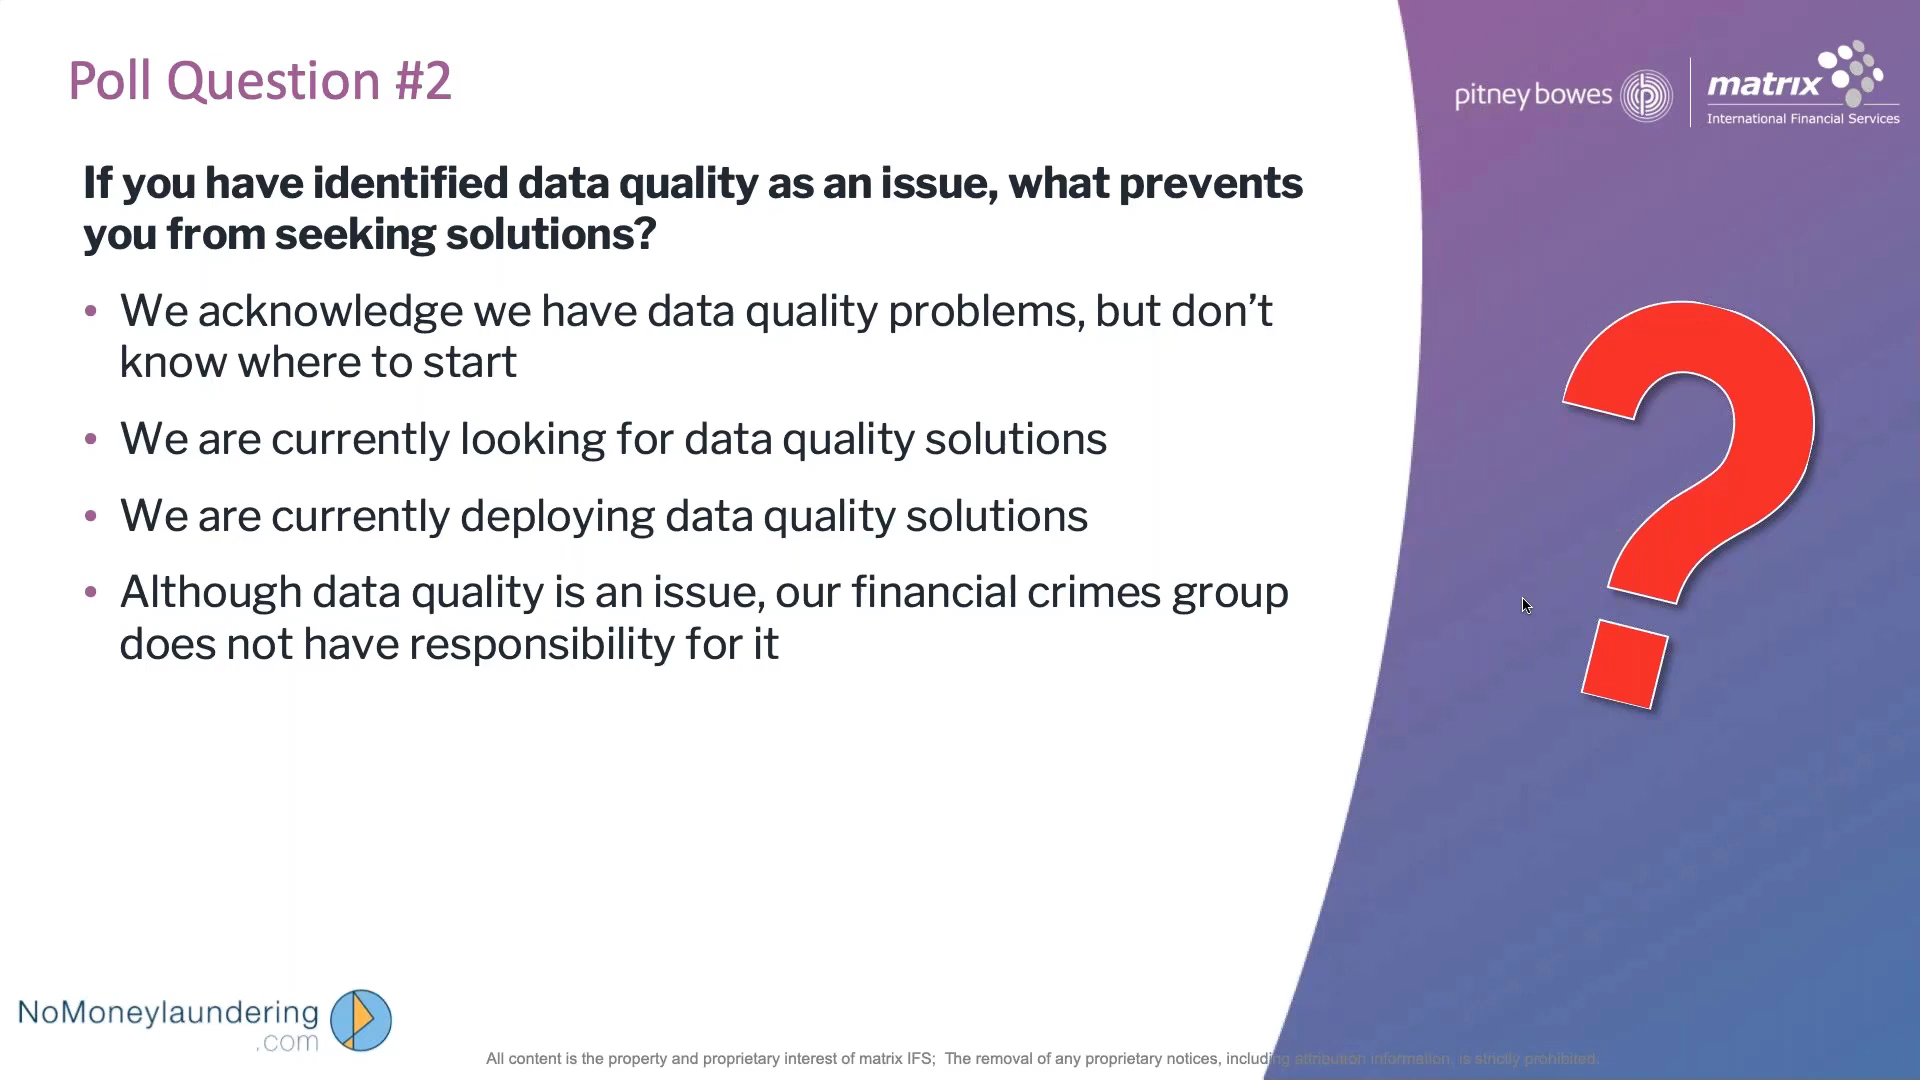 Poll Question #2
pitney bowes
matrix
International Financial Services
If you have identified data quality as an issue, what prevents
you from seeking solutions?
• We acknowledge we have data quality problems, but don’t
know where to start
• We are currently looking for data quality solutions
• We are currently deploying data quality solutions
• Although data quality is an issue, our financial crimes group
does not have responsibility for it
?
NoMoneylaundering
.com
All content is the property and proprietary interest of matrix IFS; The removal of any proprietary notices, including attribution information, is strictly prohibited.